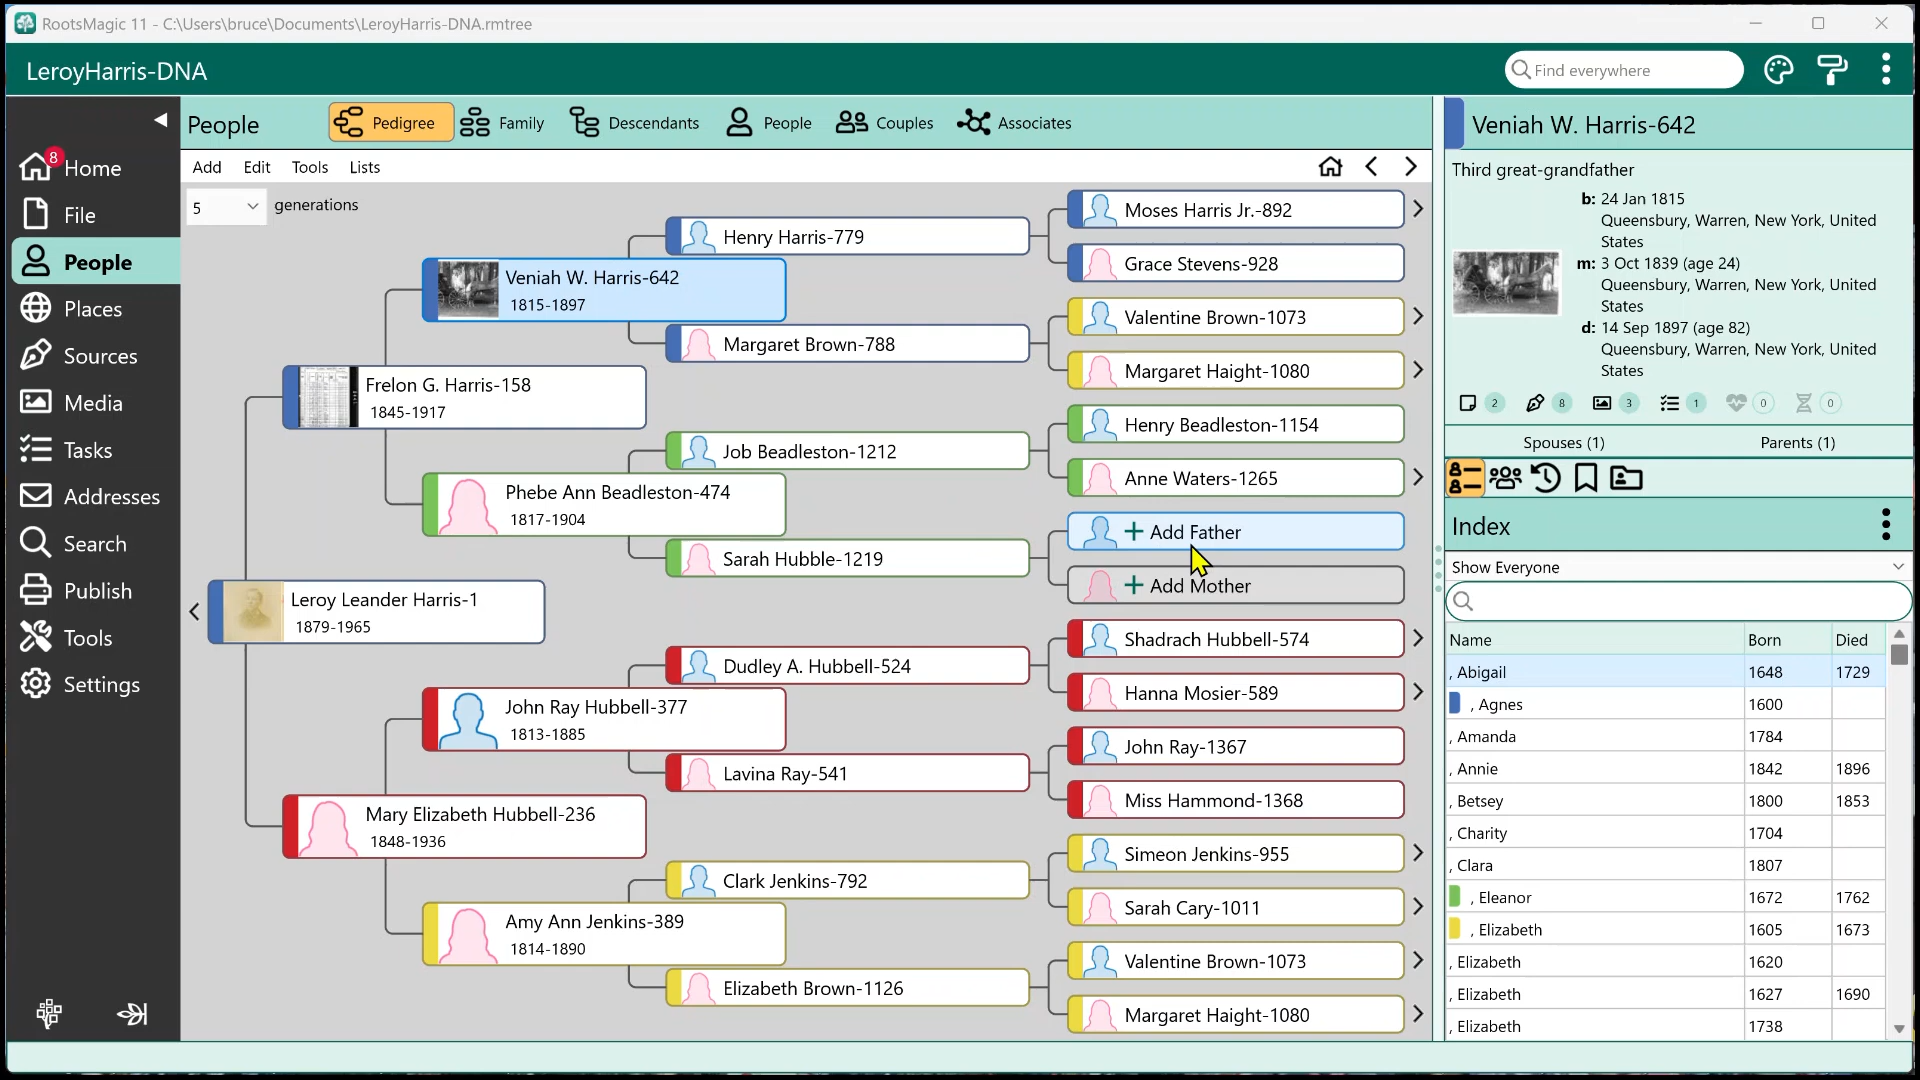 RootsMagic 11 - C:\Users\bruce\Documents\LeroyHarris-DNA.rmtree
LeroyHarris-DNA
Find everywhere
8
Home
File
People
Places
Sources
Media
Tasks
Addresses
Search
Publish
Tools
Settings
People
Pedigree
Family
Descendants
People
Couples
Associates
Add
Edit
Tools
Lists
5
generations
Leroy Leander Harris-1
1879-1965
Frelon G. Harris-158
1845-1917
Mary Elizabeth Hubbell-236
1848-1936
Veniah W. Harris-642
1815-1897
Phebe Ann Beadleston-474
1817-1904
John Ray Hubbell-377
1813-1885
Amy Ann Jenkins-389
1814-1890
Henry Harris-779
Margaret Brown-788
Job Beadleston-1212
Sarah Hubble-1219
Dudley A. Hubbell-524
Lavina Ray-541
Clark Jenkins-792
Elizabeth Brown-1126
Moses Harris Jr.-892
Grace Stevens-928
Valentine Brown-1073
Margaret Haight-1080
Henry Beadleston-1154
Anne Waters-1265
+ Add Father
+ Add Mother
Shadrach Hubbell-574
Hanna Mosier-589
John Ray-1367
Miss Hammond-1368
Simeon Jenkins-955
Sarah Cary-1011
Valentine Brown-1073
Margaret Haight-1080
Veniah W. Harris-642
Third great-grandfather
b: 24 Jan 1815
Queensbury, Warren, New York, United
States
m: 3 Oct 1839 (age 24)
Queensbury, Warren, New York, United
States
d: 14 Sep 1897 (age 82)
Queensbury, Warren, New York, United
States
2 8 3 1 0 0
Spouses (1) Parents (1)
Index
Show Everyone
Name Born Died
, Abigail 1648 1729
, Agnes 1600
, Amanda 1784
, Annie 1842 1896
, Betsey 1800 1853
, Charity 1704
, Clara 1807
, Eleanor 1672 1762
, Elizabeth 1605 1673
, Elizabeth 1620
, Elizabeth 1627 1690
, Elizabeth 1738